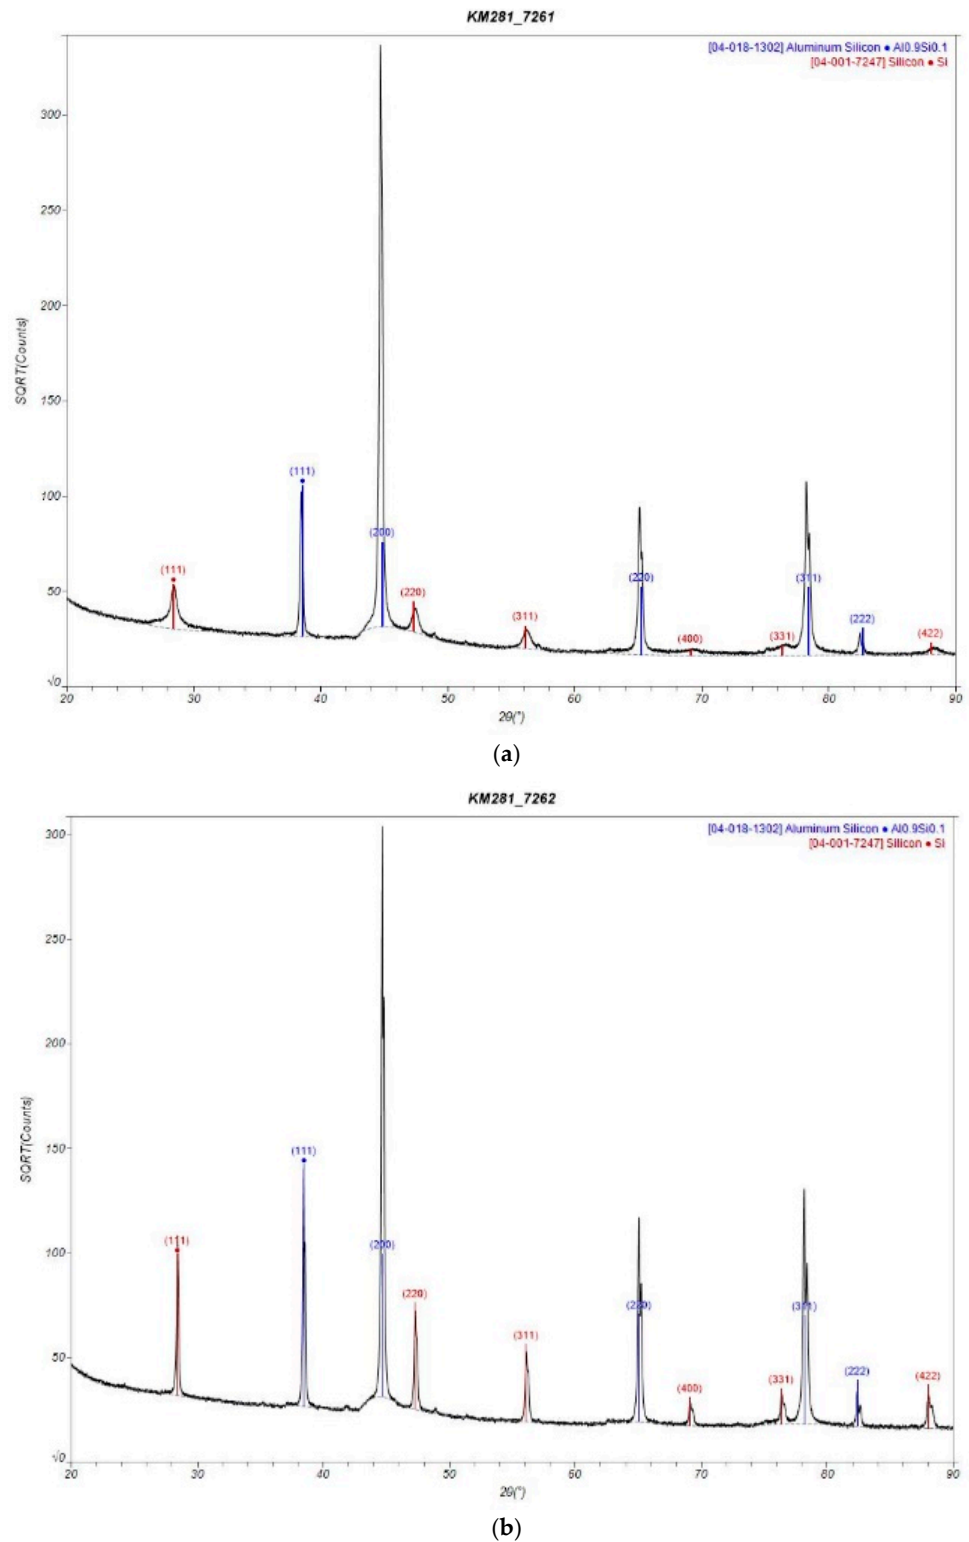 KM281_7261
[04-018-1302] Aluminum Silicon ● Al0.9Si0.1
[04-001-7247] Silicon ● Si
300
250
200
150
100
50
√0
SQRT(Counts)
(111)
(111)
(200)
(220)
(311)
(220)
(400)
(331)
(311)
(222)
(422)
20 30 40 50 60 70 80 90
2θ(°)
(a)
KM281_7262
[04-018-1302] Aluminum Silicon ● Al0.9Si0.1
[04-001-7247] Silicon ● Si
300
250
200
150
100
50
√0
SQRT(Counts)
(111)
(111)
(200)
(220)
(311)
(220)
(400)
(331)
(311)
(222)
(422)
20 30 40 50 60 70 80 90
2θ(°)
(b)